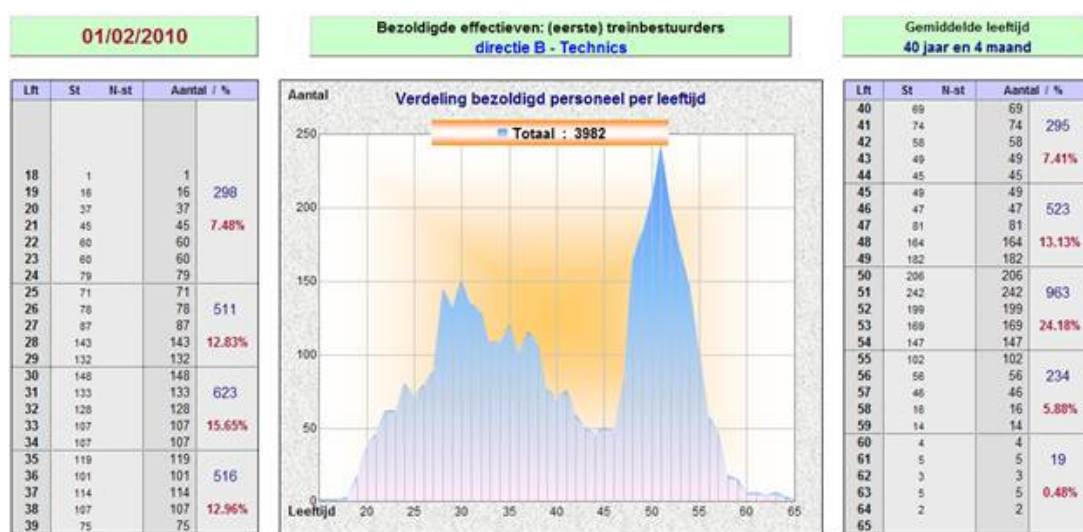 01/02/2010
Bezoldigde effectieven: (eerste) treinbestuurders
directie B - Technics
Gemiddelde leeftijd
40 jaar en 4 maand
Lft St N-st Aantal / %
18 1 1
19 16 16 298
20 37 37
21 45 45 7.48%
22 60 60
23 60 60
24 79 79
25 71 71
26 78 78 511
27 87 87
28 143 143 12.83%
29 132 132
30 148 148
31 133 133 623
32 128 128
33 107 107 15.65%
34 107 107
35 119 119
36 101 101 516
37 114 114
38 107 107 12.96%
39 75 75
Aantal
Verdeling bezoldigd personeel per leeftijd
Totaal : 3982
250
200
150
100
50
0
Leeftijd 20 25 30 35 40 45 50 55 60 65
Lft St N-st Aantal / %
40 69 69
41 74 74 295
42 58 58
43 49 49 7.41%
44 45 45
45 49 49
46 47 47 523
47 81 81
48 164 164 13.13%
49 182 182
50 206 206
51 242 242 963
52 199 199
53 169 169 24.18%
54 147 147
55 102 102
56 56 56 234
57 46 46
58 16 16 5.88%
59 14 14
60 4 4
61 5 5 19
62 3 3
63 5 5 0.48%
64 2 2
65